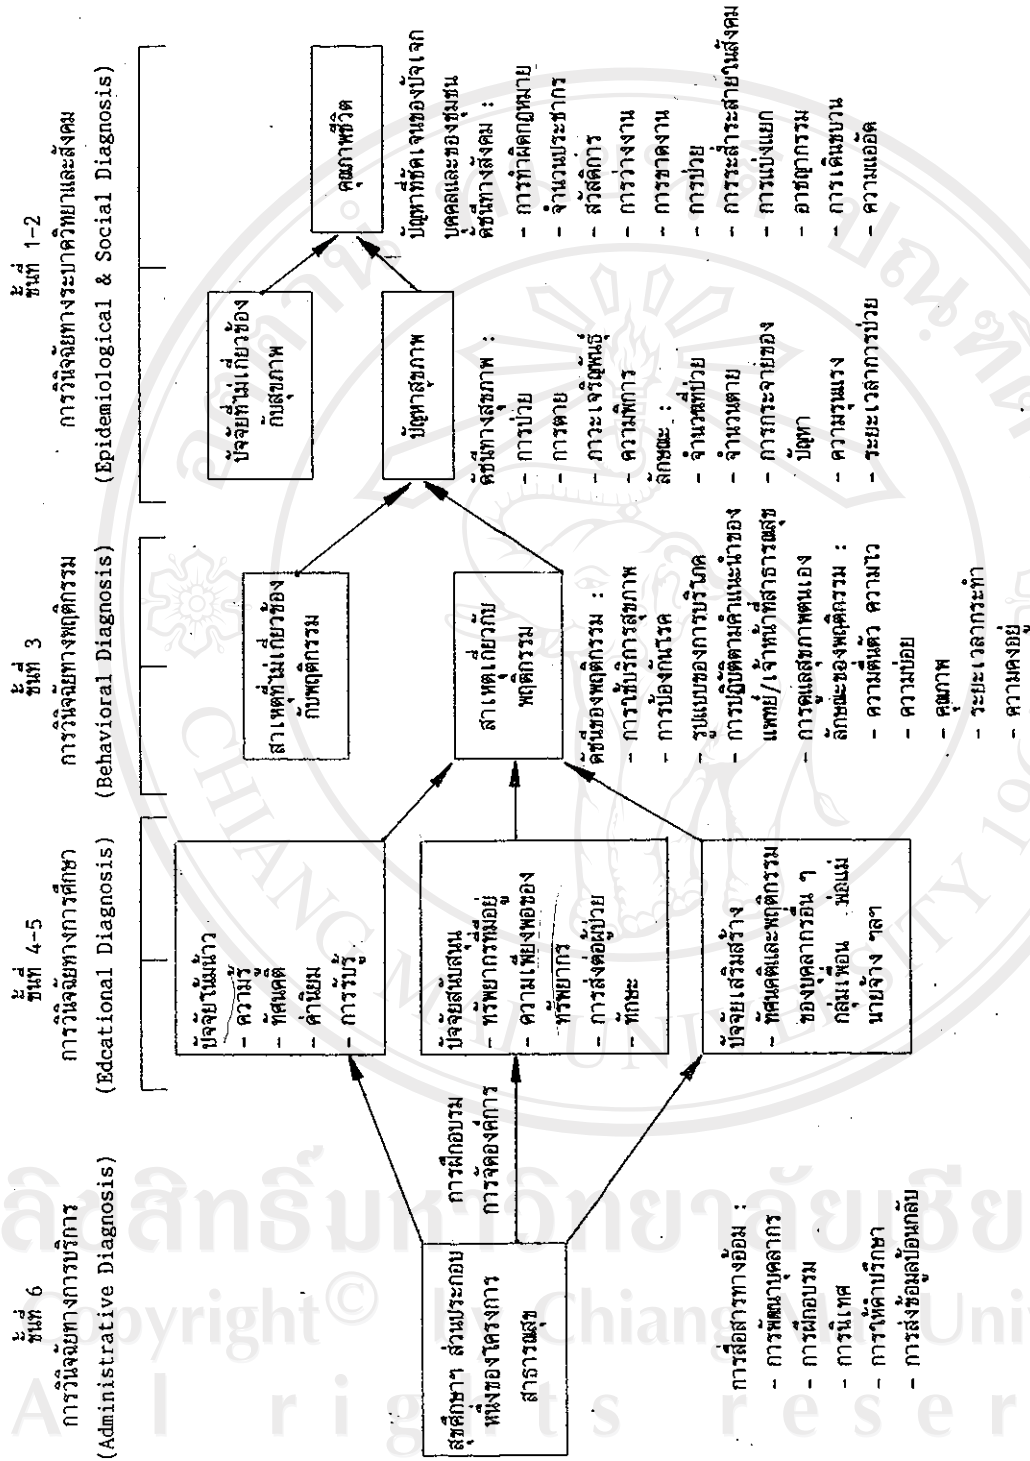 ขั้นที่ 6
การวินิจฉัยทางการบริการ
(Administrative Diagnosis)
ขั้นที่ 4-5
การวินิจฉัยทางการศึกษา
(Edcational Diagnosis)
ขั้นที่ 3
การวินิจฉัยทางพฤติกรรม
(Behavioral Diagnosis)
ขั้นที่ 1-2
การวินิจฉัยทางระบาดวิทยาและสังคม
(Epidemiological & Social Diagnosis)
สุขศึกษาฯ ส่วนประกอบ
หนึ่งของโครงการ
สาธารณสุข
การสื่อสารทางอ้อม :
- การพัฒนาบุคลากร
- การฝึกอบรม
- การนิเทศ
- การให้คำปรึกษา
- การส่งข้อมูลป้อนกลับ
การฝึกอบรม
การจัดองค์การ
ปัจจัยโน้มน้าว
- ความรู้
- ทัศนคติ
- ค่านิยม
- การรับรู้
ปัจจัยสนับสนุน
- ทรัพยากรที่มีอยู่
- ความเพียงพอของ
ทรัพยากร
- การส่งต่อผู้ป่วย
- ทักษะ
ปัจจัยเสริมสร้าง
- ทัศนคติและพฤติกรรม
ของบุคลากรอื่น ๆ
กลุ่มเพื่อน พ่อแม่
นายจ้าง ฯลฯ
สาเหตุที่ไม่เกี่ยวข้อง
กับพฤติกรรม
สาเหตุเกี่ยวกับ
พฤติกรรม
ดัชนีของพฤติกรรม :
- การใช้บริการสุขภาพ
- การป้องกันโรค
- รูปแบบของการบริโภค
- การปฏิบัติตามคำแนะนำของ
แพทย์/เจ้าหน้าที่สาธารณสุข
- การดูแลสุขภาพตนเอง
ลักษณะของพฤติกรรม :
- ความตื่นตัว ความไว
- ความบ่อย
- คุณภาพ
- ระยะเวลากระทำ
- ความคงอยู่
ปัจจัยที่ไม่เกี่ยวข้อง
กับสุขภาพ
ปัญหาสุขภาพ
ดัชนีทางสุขภาพ :
- การป่วย
- การตาย
- ภาวะเจริญพันธุ์
- ความพิการ
ลักษณะ :
- จำนวนที่ป่วย
- จำนวนตาย
- การกระจายของ
ปัญหา
- ความรุนแรง
- ระยะเวลาการป่วย
คุณภาพชีวิต
ปัญหาที่ชัดเจนของปัจเจก
บุคคลและของชุมชน
ดัชนีทางสังคม :
- การทำผิดกฎหมาย
- จำนวนประชากร
- สวัสดิการ
- การว่างงาน
- การขาดงาน
- การป่วย
- การระส่ำระสายในสังคม
- การแบ่งแยก
- อาชญากรรม
- การเดินขบวน
- ความแออัด
CHIANG MAI UNIVERSITY
Copyright© Chiang Uni
All rights reser